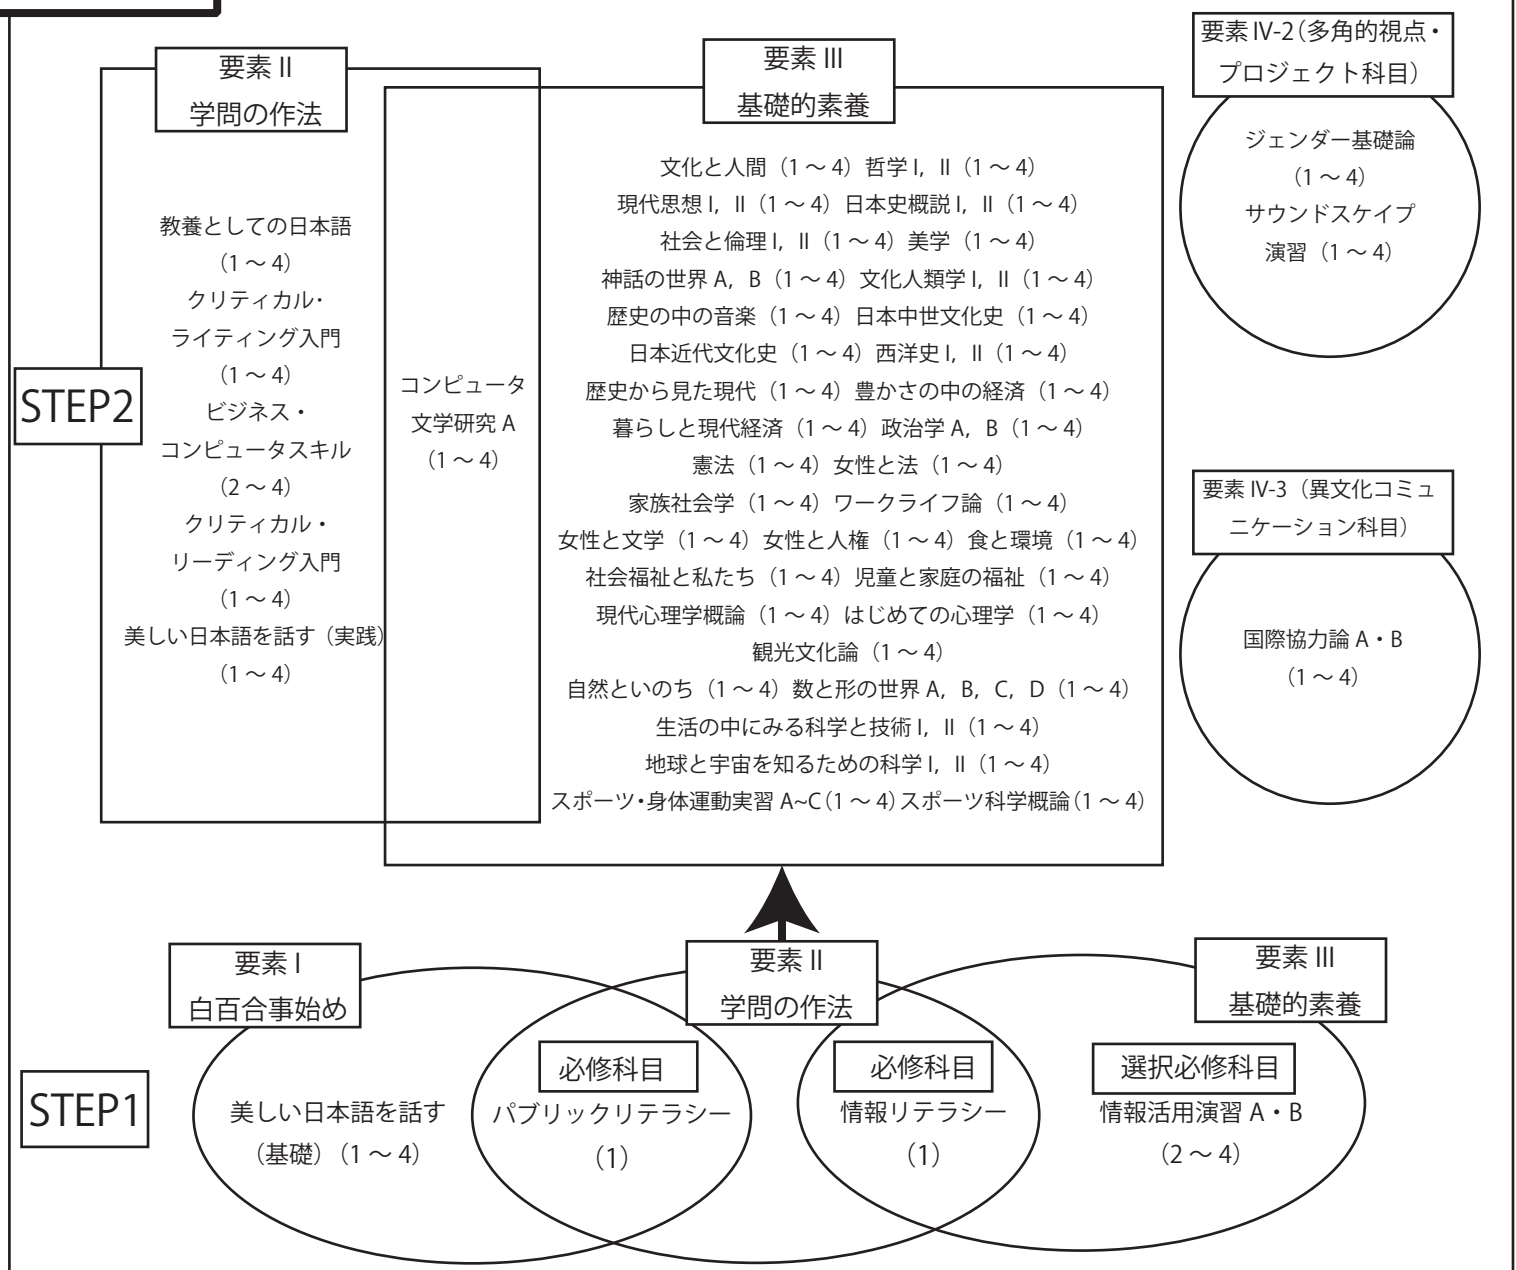 要素 II
学問の作法
教養としての日本語
（1 ～ 4）
クリティカル・
ライティング入門
（1 ～ 4）
ビジネス・
コンピュータスキル
（2 ～ 4）
クリティカル・
リーディング入門
（1 ～ 4）
美しい日本語を話す（実践）
（1 ～ 4）
STEP2
コンピュータ
文学研究 A
（1 ～ 4）
要素 III
基礎的素養
文化と人間（1 ～ 4）哲学 I，II（1 ～ 4）
現代思想 I，II（1 ～ 4）日本史概説 I，II（1 ～ 4）
社会と倫理 I，II（1 ～ 4）美学（1 ～ 4）
神話の世界 A，B（1 ～ 4）文化人類学 I，II（1 ～ 4）
歴史の中の音楽（1 ～ 4）日本中世文化史（1 ～ 4）
日本近代文化史（1 ～ 4）西洋史 I，II（1 ～ 4）
歴史から見た現代（1 ～ 4）豊かさの中の経済（1 ～ 4）
暮らしと現代経済（1 ～ 4）政治学 A，B（1 ～ 4）
憲法（1 ～ 4）女性と法（1 ～ 4）
家族社会学（1 ～ 4）ワークライフ論（1 ～ 4）
女性と文学（1 ～ 4）女性と人権（1 ～ 4）食と環境（1 ～ 4）
社会福祉と私たち（1 ～ 4）児童と家庭の福祉（1 ～ 4）
現代心理学概論（1 ～ 4）はじめての心理学（1 ～ 4）
観光文化論（1 ～ 4）
自然といのち（1 ～ 4）数と形の世界 A，B，C，D（1 ～ 4）
生活の中にみる科学と技術 I，II（1 ～ 4）
地球と宇宙を知るための科学 I，II（1 ～ 4）
スポーツ・身体運動実習 A~C（1 ～ 4）スポーツ科学概論（1 ～ 4）
要素 IV-2（多角的視点・
プロジェクト科目）
ジェンダー基礎論
（1 ～ 4）
サウンドスケイプ
演習（1 ～ 4）
要素 IV-3（異文化コミュ
ニケーション科目）
国際協力論 A・B
（1 ～ 4）
STEP1
要素 I
白百合事始め
美しい日本語を話す
（基礎）（1 ～ 4）
必修科目
パブリックリテラシー
（1）
要素 II
学問の作法
必修科目
情報リテラシー
（1）
要素 III
基礎的素養
選択必修科目
情報活用演習 A・B
（2 ～ 4）